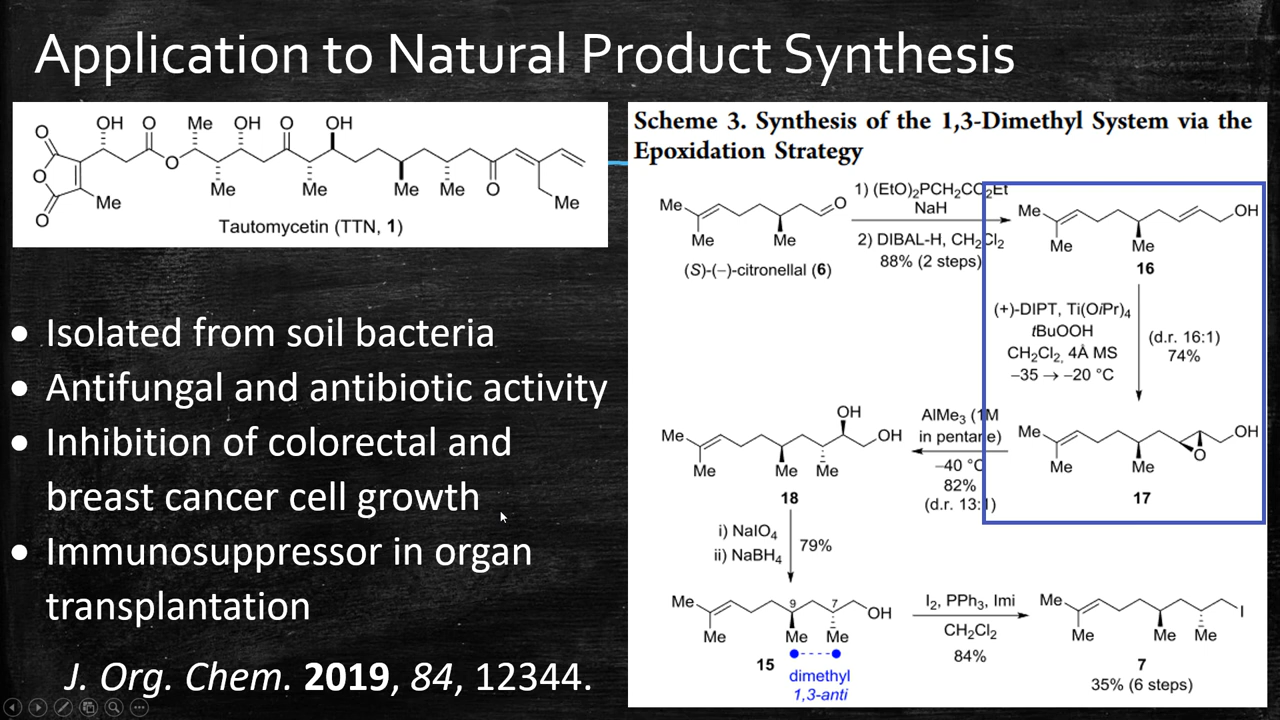 Application to Natural Product Synthesis
OH O Me OH O OH
O
O
O
O
Me
Me
Me
Me
Me
O
Me
Tautomycetin (TTN, 1)
• Isolated from soil bacteria
• Antifungal and antibiotic activity
• Inhibition of colorectal and
breast cancer cell growth
• Immunosuppressor in organ
transplantation
J. Org. Chem. 2019, 84, 12344.
Scheme 3. Synthesis of the 1,3-Dimethyl System via the
Epoxidation Strategy
Me
Me
Me
O
(S)-(−)-citronellal (6)
1) (EtO)₂PCH₂CO₂Et
NaH
2) DIBAL-H, CH₂Cl₂
88% (2 steps)
Me
Me
Me
OH
16
(+)-DIPT, Ti(OiPr)₄
tBuOOH
CH₂Cl₂, 4Å MS
−35 → −20 °C
(d.r. 16:1)
74%
Me
Me
Me
O
OH
17
AlMe₃ (1M
in pentane)
−40 °C
82%
(d.r. 13:1)
OH
Me
OH
Me
Me
Me
18
i) NaIO₄
ii) NaBH₄
79%
Me
9
7
OH
Me
Me
Me
15
dimethyl
1,3-anti
I₂, PPh₃, Imi
CH₂Cl₂
84%
Me
I
Me
Me
Me
7
35% (6 steps)